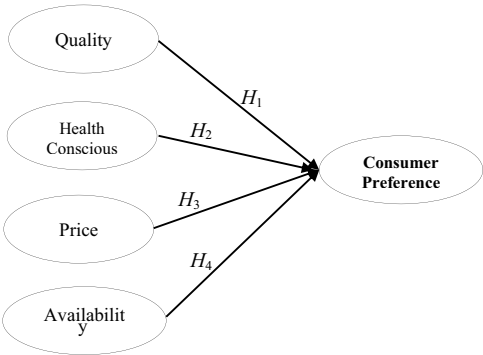 Quality
H1
Health
Conscious
H2
Consumer
Preference
H3
Price
H4
Availabilit
y